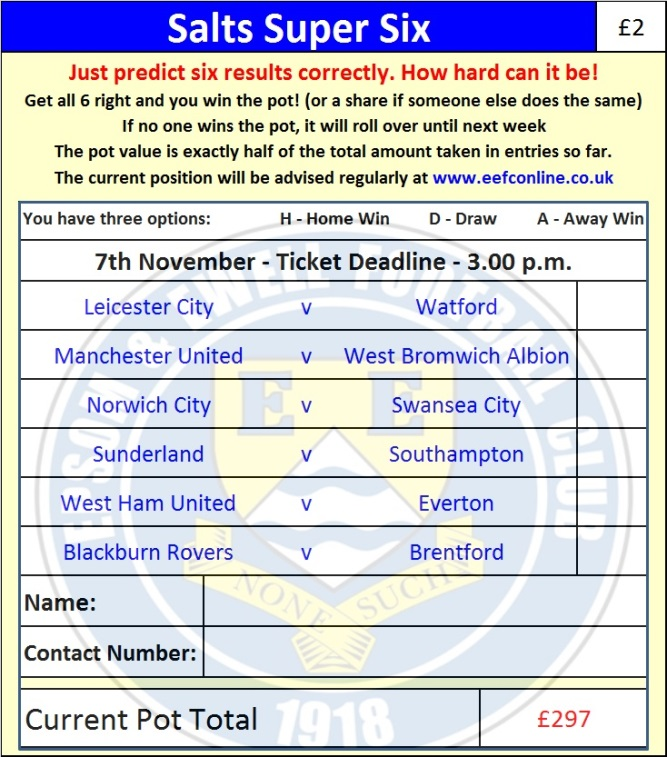 Salts Super Six £2
Just predict six results correctly. How hard can it be!
Get all 6 right and you win the pot! (or a share if someone else does the same)
If no one wins the pot, it will roll over until next week
The pot value is exactly half of the total amount taken in entries so far.
The current position will be advised regularly at www.eefconline.co.uk
You have three options: H - Home Win D - Draw A - Away Win
7th November - Ticket Deadline - 3.00 p.m.
Leicester City v Watford
Manchester United v West Bromwich Albion
Norwich City v Swansea City
Sunderland v Southampton
West Ham United v Everton
Blackburn Rovers v Brentford
Name:
Contact Number:
Current Pot Total £297
EPSOM & EWELL FOOTBALL CLUB
E E
NONE SUCH
1918